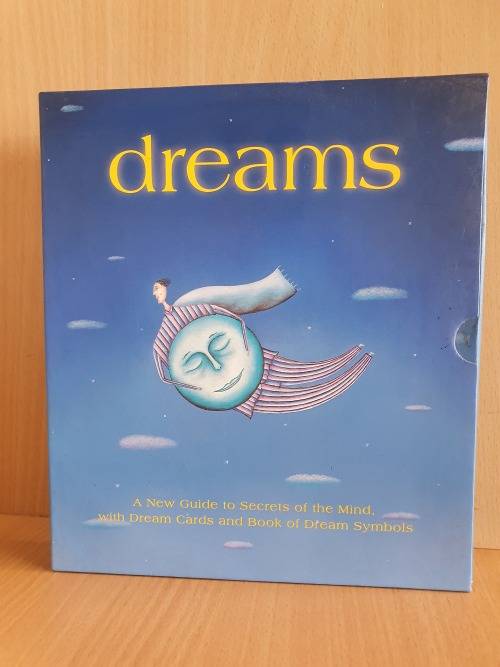 dreams
A New Guide to Secrets of the Mind,
with Dream Cards and Book of Dream Symbols